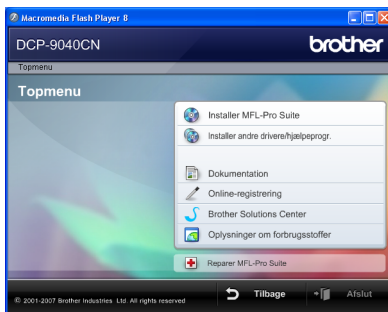 Macromedia Flash Player 8
DCP-9040CN
brother
Topmenu
Topmenu
Installer MFL-Pro Suite
Installer andre drivere/hjælpeprogr.
Dokumentation
Online-registrering
Brother Solutions Center
Oplysninger om forbrugsstoffer
Reparer MFL-Pro Suite
© 2001-2007 Brother Industries Ltd. All rights reserved
Tilbage
Afslut